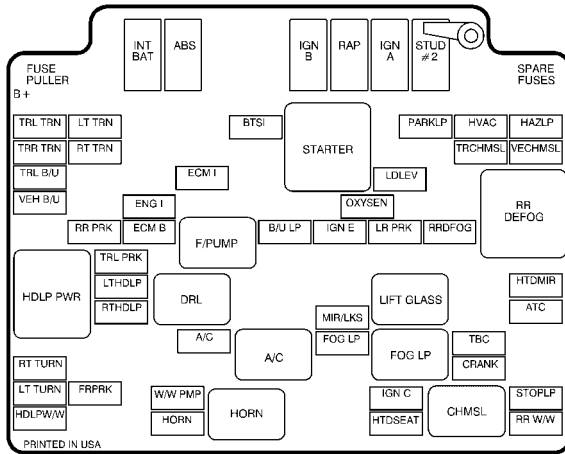 INT BAT
ABS
IGN B
RAP
IGN A
STUD #2
FUSE PULLER
SPARE FUSES
B+
TRL TRN
LT TRN
BTSI
STARTER
PARKLP
HVAC
HAZLP
TRR TRN
RT TRN
TRCHMSL
VECHMSL
TRL B/U
ECM I
LDLEV
RR DEFOG
VEH B/U
ENG I
OXYSEN
RR PRK
ECM B
F/PUMP
B/U LP
IGN E
LR PRK
RRDFOG
TRL PRK
HDLP PWR
LTHDLP
DRL
LIFT GLASS
HTDMIR
RTHDLP
MIR/LKS
ATC
A/C
A/C
FOG LP
FOG LP
TBC
RT TURN
CRANK
LT TURN
FRPRK
W/W PMP
HORN
IGN C
CHMSL
STOPLP
HDLPW/W
HORN
HTDSEAT
RR W/W
PRINTED IN USA